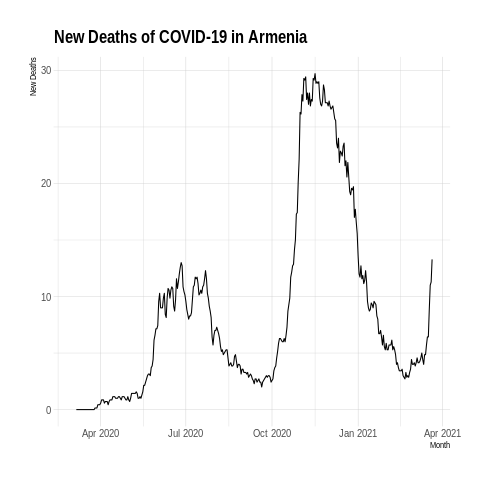 New Deaths of COVID-19 in Armenia
New Deaths
30
20
10
0
Apr 2020 Jul 2020 Oct 2020 Jan 2021 Apr 2021
Month